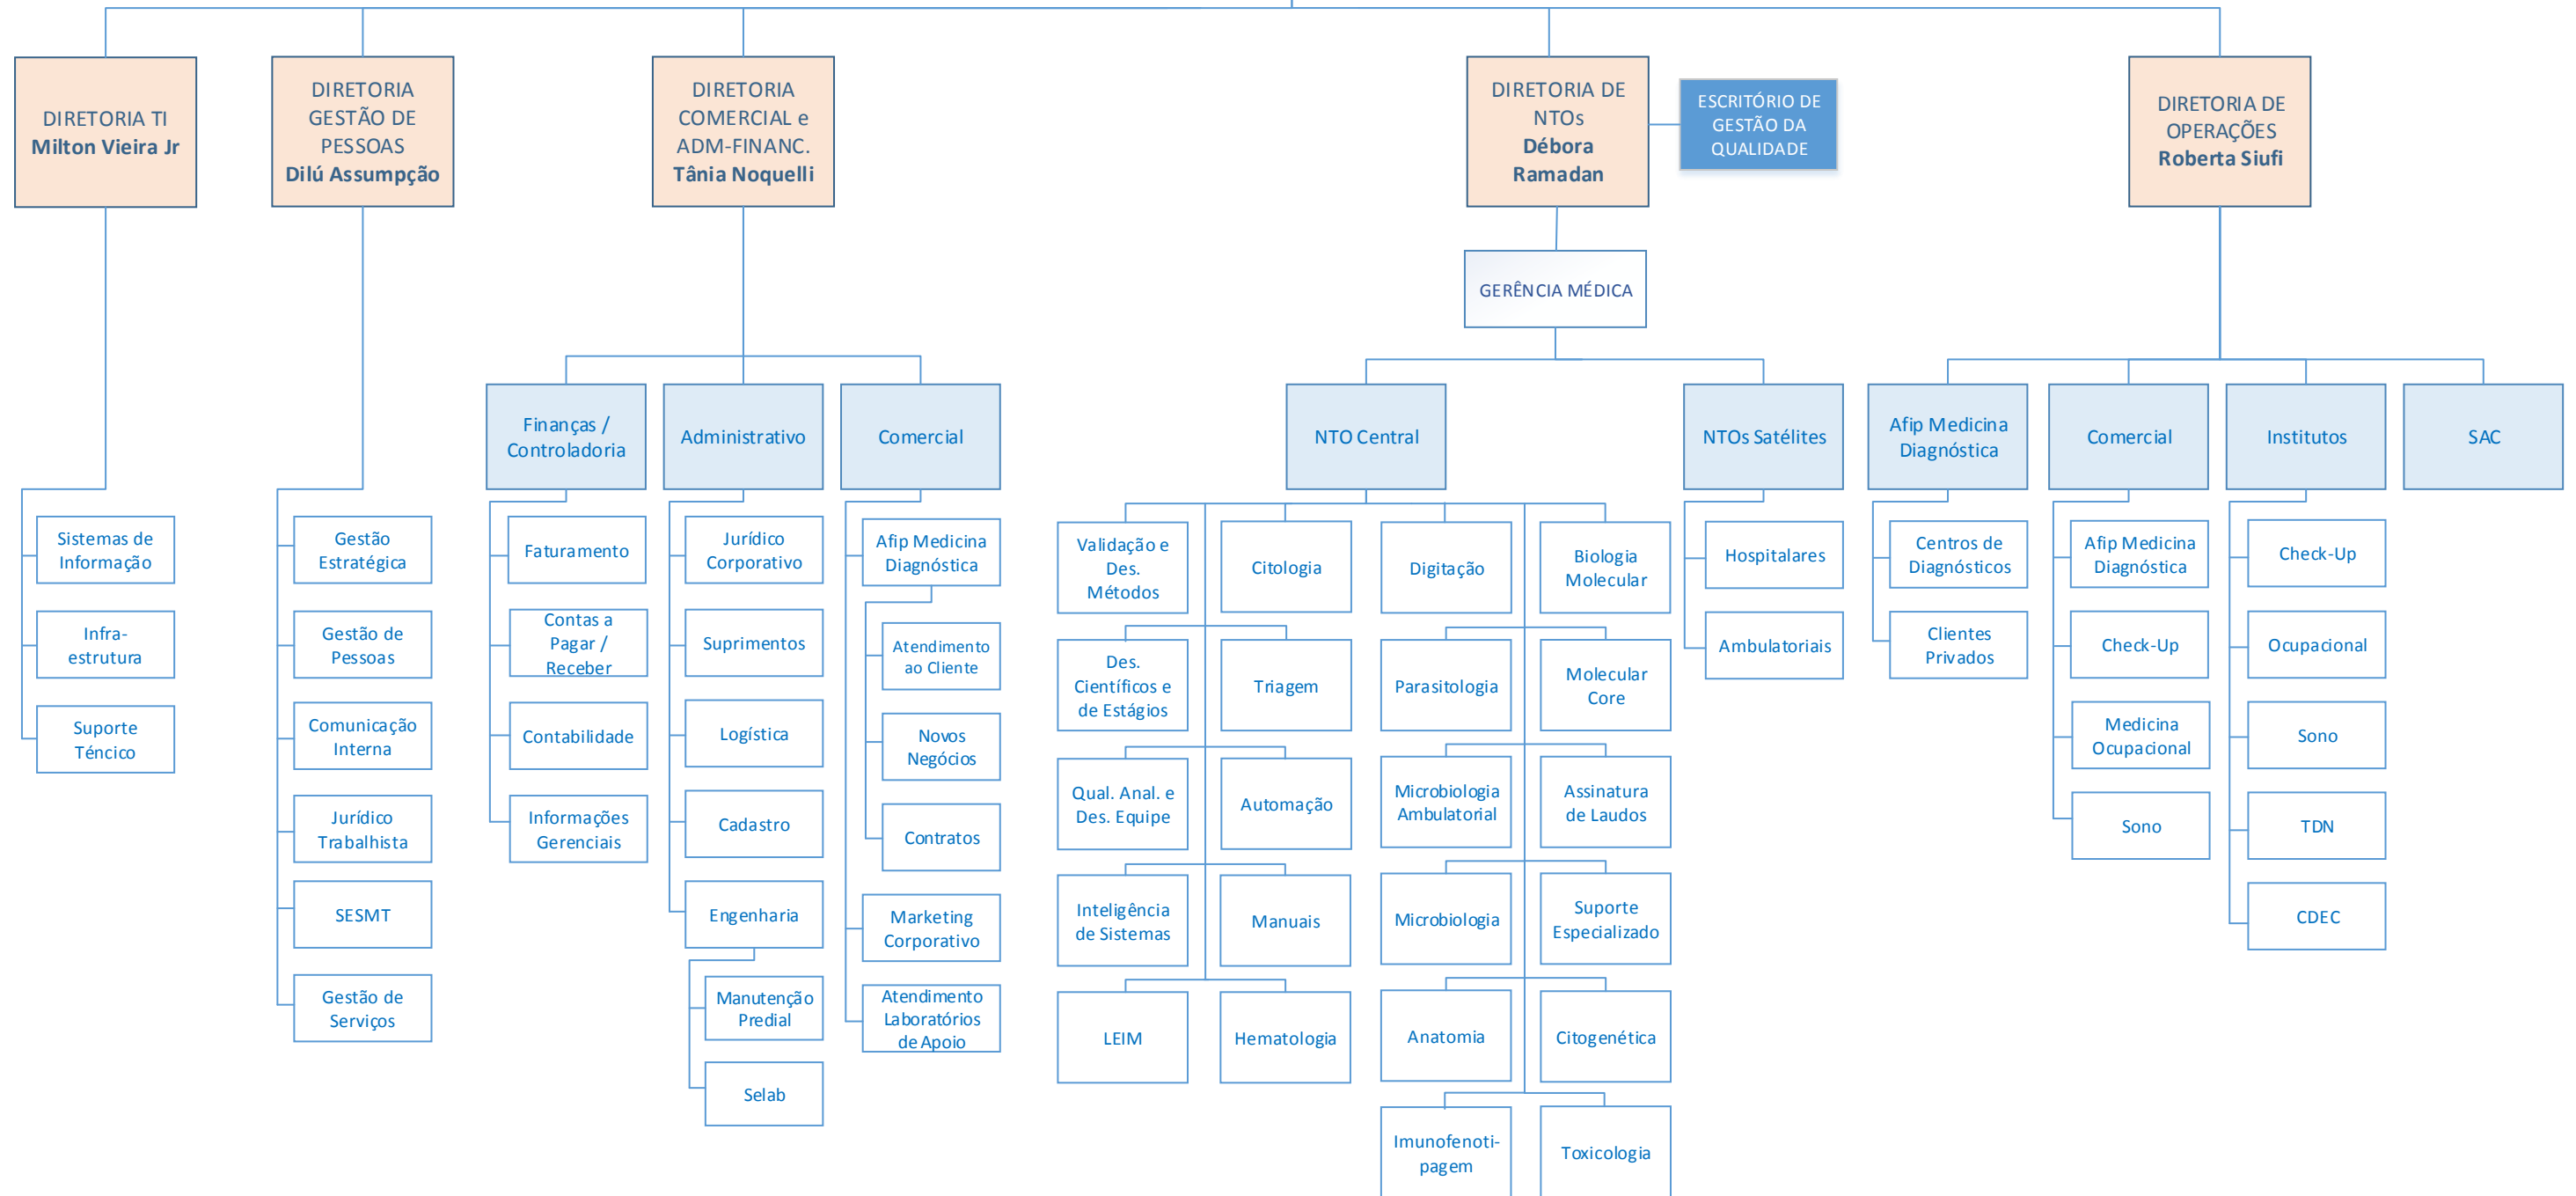 DIRETORIA TI
Milton Vieira Jr
DIRETORIA
GESTÃO DE
PESSOAS
Dilú Assumpção
DIRETORIA
COMERCIAL e
ADM-FINANC.
Tânia Noquelli
DIRETORIA DE
NTOs
Débora
Ramadan
ESCRITÓRIO DE
GESTÃO DA
QUALIDADE
DIRETORIA DE
OPERAÇÕES
Roberta Siufi
GERÊNCIA MÉDICA
Sistemas de
Informação
Infra-
estrutura
Suporte
Téncico
Gestão
Estratégica
Gestão de
Pessoas
Comunicação
Interna
Jurídico
Trabalhista
SESMT
Gestão de
Serviços
Finanças /
Controladoria
Faturamento
Contas a
Pagar /
Receber
Contabilidade
Informações
Gerenciais
Administrativo
Jurídico
Corporativo
Suprimentos
Logística
Cadastro
Engenharia
Manutenção
Predial
Selab
Comercial
Afip Medicina
Diagnóstica
Atendimento
ao Cliente
Novos
Negócios
Contratos
Marketing
Corporativo
Atendimento
Laboratórios
de Apoio
NTO Central
Validação e
Des.
Métodos
Citologia
Digitação
Biologia
Molecular
Des.
Científicos e
de Estágios
Triagem
Parasitologia
Molecular
Core
Qual. Anal. e
Des. Equipe
Automação
Microbiologia
Ambulatorial
Assinatura
de Laudos
Inteligência
de Sistemas
Manuais
Microbiologia
Suporte
Especializado
LEIM
Hematologia
Anatomia
Citogenética
Imunofenoti-
pagem
Toxicologia
NTOs Satélites
Hospitalares
Ambulatoriais
Afip Medicina
Diagnóstica
Centros de
Diagnósticos
Clientes
Privados
Comercial
Afip Medicina
Diagnóstica
Check-Up
Medicina
Ocupacional
Sono
Institutos
Check-Up
Ocupacional
Sono
TDN
CDEC
SAC